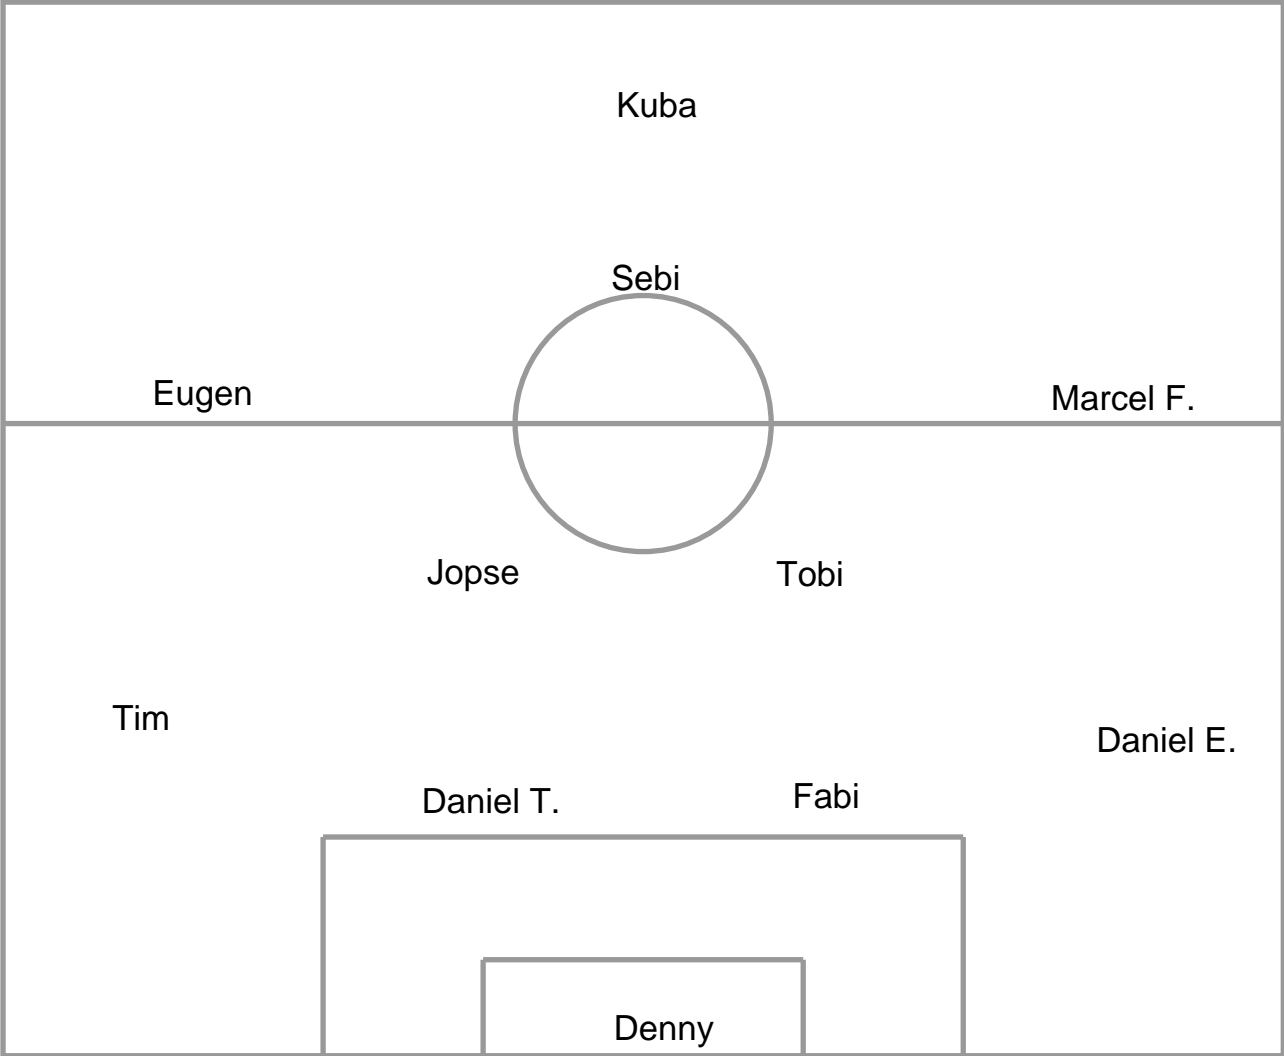 Kuba
Sebi
Eugen
Marcel F.
Jopse
Tobi
Tim
Daniel E.
Daniel T.
Fabi
Denny